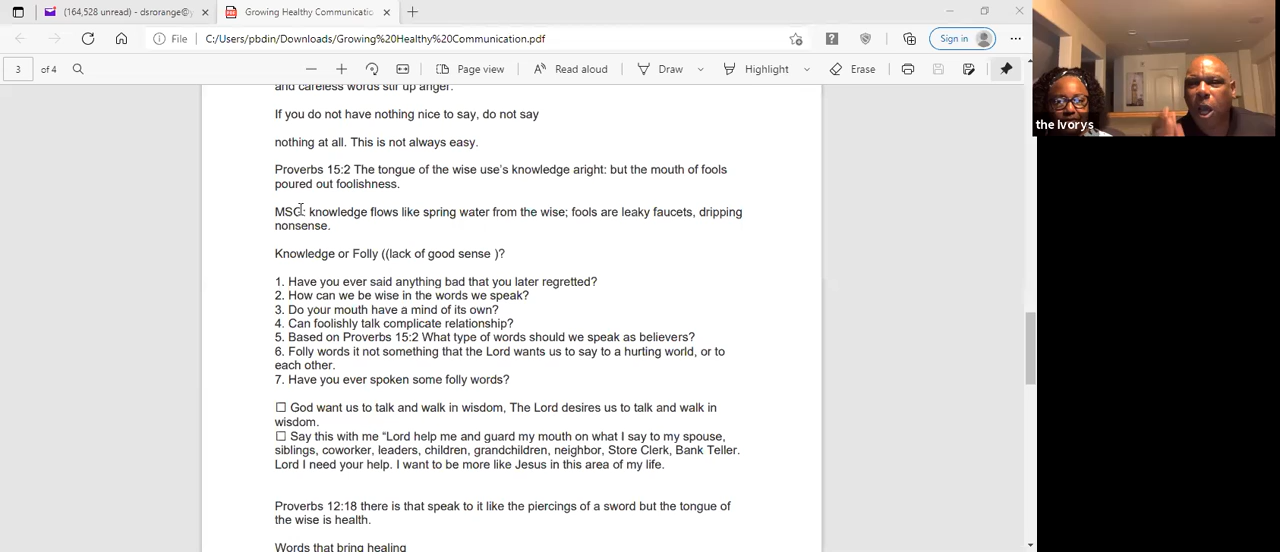 (164,528 unread) - dsrorange@
Growing Healthy Communicatio
File
C:/Users/pbdin/Downloads/Growing%20Healthy%20Communication.pdf
Sign in
3 of 4
Page view
Read aloud
Draw
Highlight
Erase
the Ivorys
and careless words stir up anger.
If you do not have nothing nice to say, do not say
nothing at all. This is not always easy.
Proverbs 15:2 The tongue of the wise use's knowledge aright: but the mouth of fools
poured out foolishness.
MSG: knowledge flows like spring water from the wise; fools are leaky faucets, dripping
nonsense.
Knowledge or Folly ((lack of good sense )?
1. Have you ever said anything bad that you later regretted?
2. How can we be wise in the words we speak?
3. Do your mouth have a mind of its own?
4. Can foolishly talk complicate relationship?
5. Based on Proverbs 15:2 What type of words should we speak as believers?
6. Folly words it not something that the Lord wants us to say to a hurting world, or to
each other.
7. Have you ever spoken some folly words?
☐ God want us to talk and walk in wisdom, The Lord desires us to talk and walk in
wisdom.
☐ Say this with me “Lord help me and guard my mouth on what I say to my spouse,
siblings, coworker, leaders, children, grandchildren, neighbor, Store Clerk, Bank Teller.
Lord I need your help. I want to be more like Jesus in this area of my life.
Proverbs 12:18 there is that speak to it like the piercings of a sword but the tongue of
the wise is health.
Words that bring healing